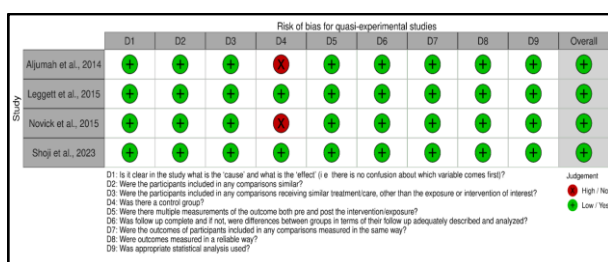 Risk of bias for quasi-experimental studies
D1 D2 D3 D4 D5 D6 D7 D8 D9 Overall
Study
Aljumah et al., 2014 + + + X + + + + + +
Leggett et al. 2015 + + + + + + + + + +
Novick et al., 2015 + + + X + + + + + +
Shoji et al., 2023 + + + + + + + + + +
D1: Is it clear in the study what is the 'cause' and what is the 'effect' (i e there is no confusion about which variable comes first)?
D2: Were the participants included in any comparisons similar?
D3: Were the participants included in any comparisons receiving similar treatment/care, other than the exposure or intervention of interest?
D4: Was there a control group?
D5: Were there multiple measurements of the outcome both pre and post the intervention/exposure?
D6: Was follow up complete and if not, were differences between groups in terms of their follow up adequately described and analyzed?
D7: Were the outcomes of participants included in any comparisons measured in the same way?
D8: Were outcomes measured in a reliable way?
D9: Was appropriate statistical analysis used?
Judgement
X High / No
+ Low / Yes